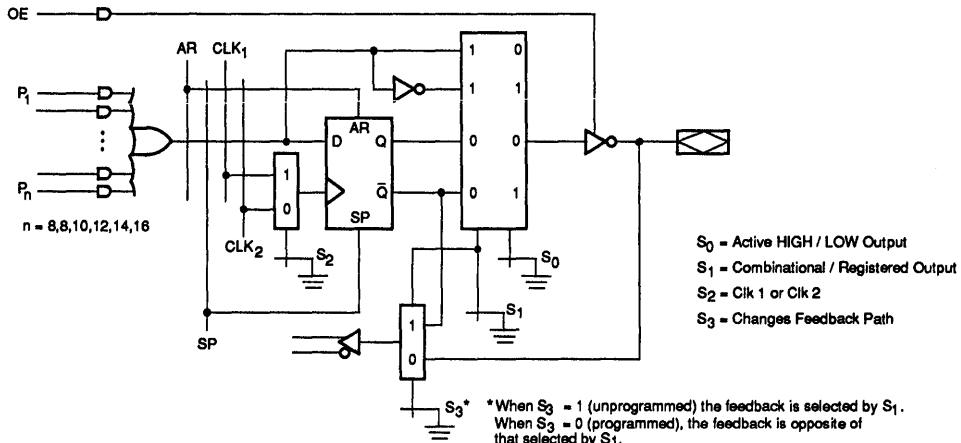 OE
AR CLK1
P1
Pn
n = 8,8,10,12,14,16
AR
D Q
Q̅
SP
1
0
CLK2
S2
SP
1 0
1 1
0 0
0 1
S0
S1
1
0
S3*
S0 = Active HIGH / LOW Output
S1 = Combinational / Registered Output
S2 = Clk 1 or Clk 2
S3 = Changes Feedback Path
*When S3 = 1 (unprogrammed) the feedback is selected by S1.
When S3 = 0 (programmed), the feedback is opposite of
that selected by S1.